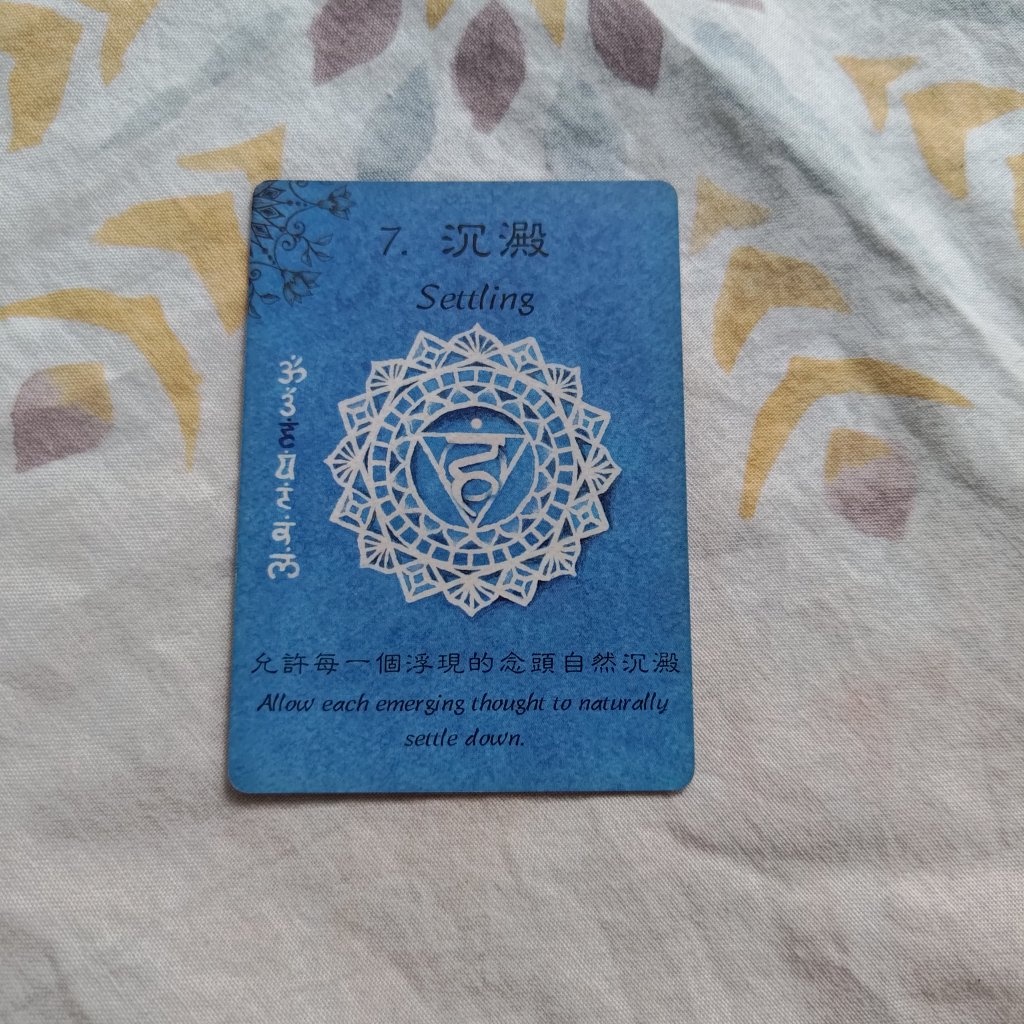 7. 沉澱
Settling
允許每一個浮現的念頭自然沉澱
Allow each emerging thought to naturally
settle down.